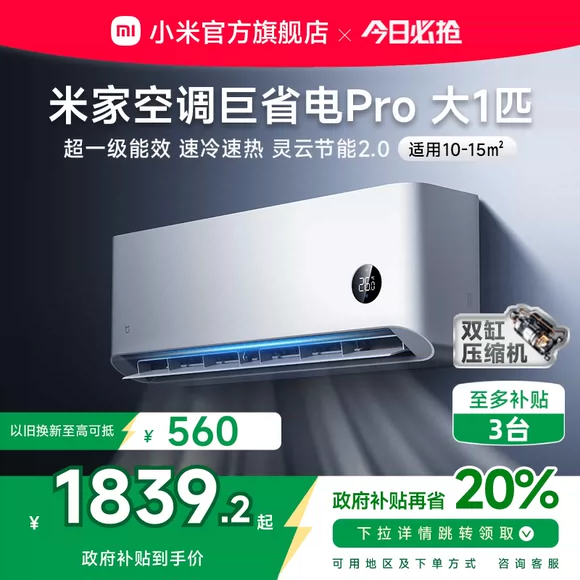 小米官方旗舰店 × 今日必抢
米家空调巨省电Pro 大1匹
超一级能效 速冷速热 灵云节能2.0 适用10-15m²
26.0
双缸
压缩机
至多补贴
3台
以旧换新至高可抵 ¥ 560
¥ 1839.2 起
政府补贴到手价
政府补贴再省 20%
下拉详情跳转领取
可用地区及下单方式 咨询客服